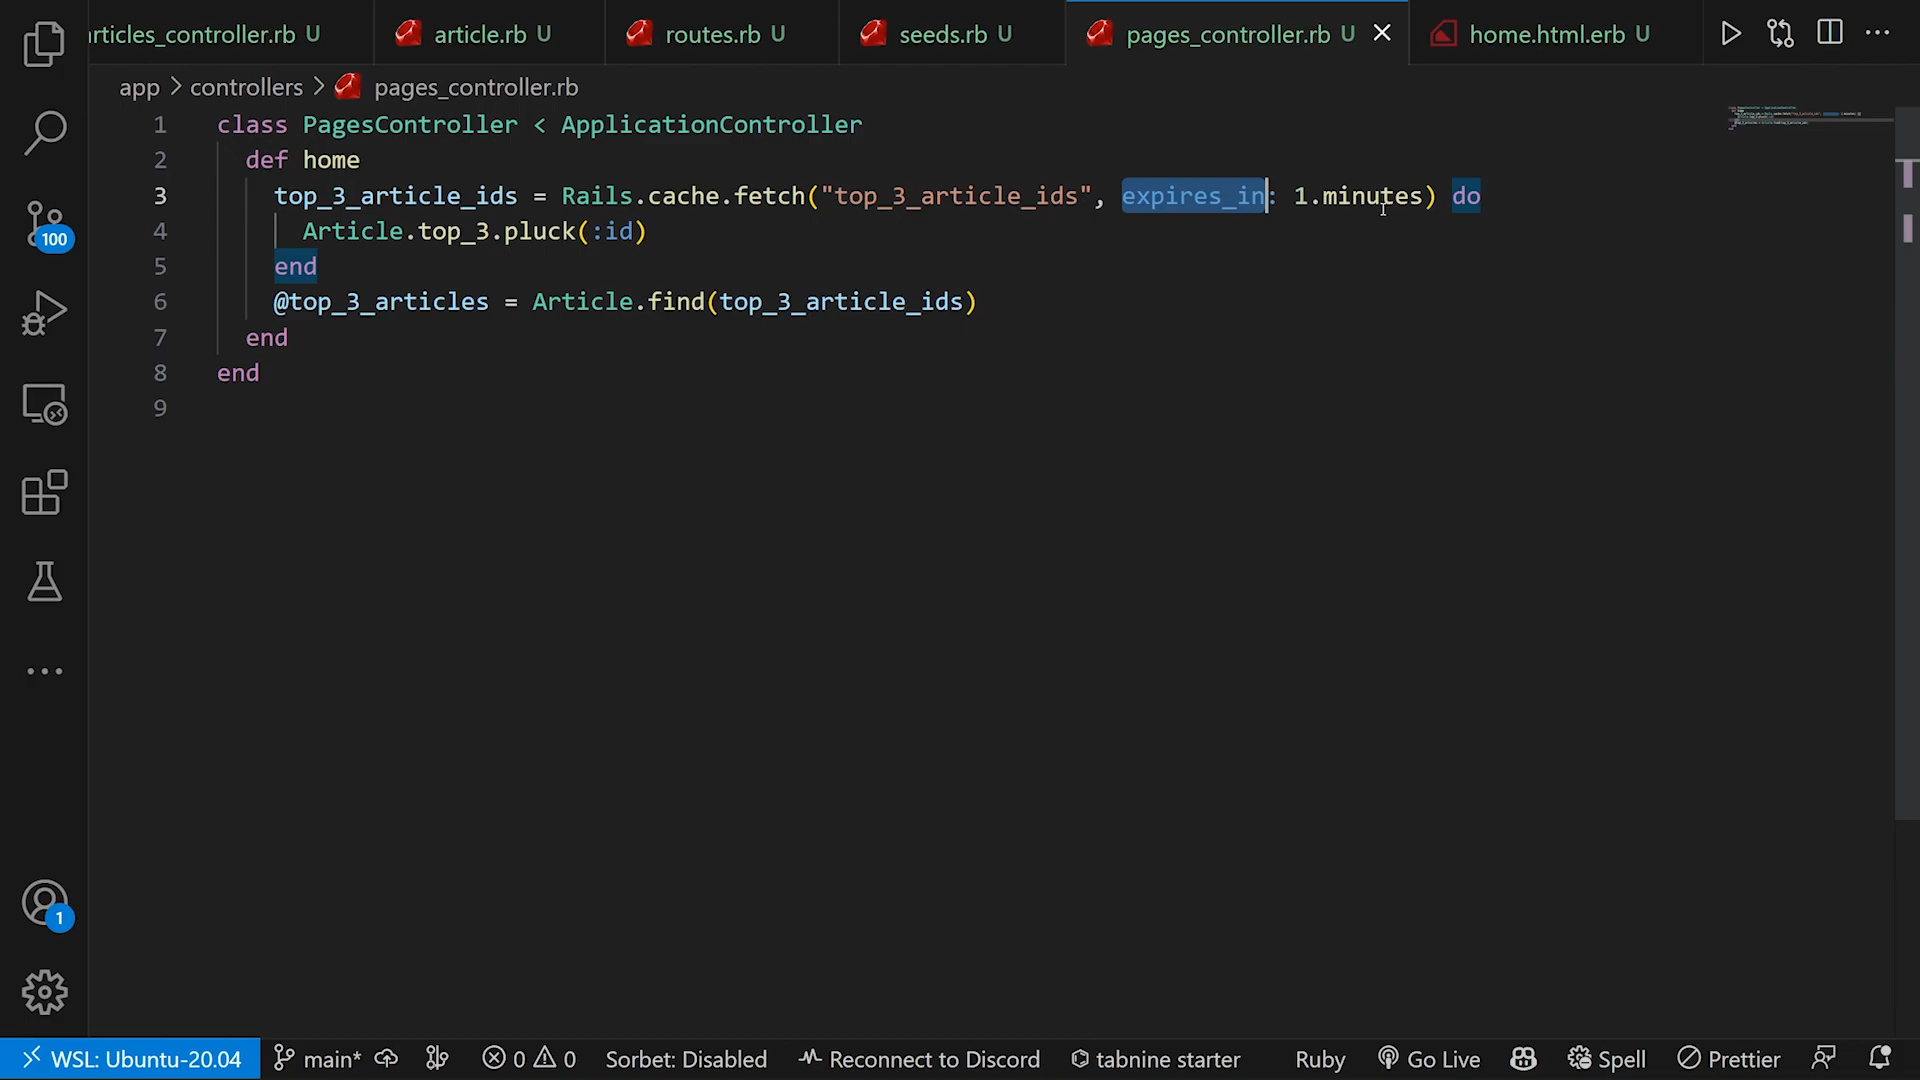 articles_controller.rb U
article.rb U
routes.rb U
seeds.rb U
pages_controller.rb U
home.html.erb U
app > controllers > pages_controller.rb
1 class PagesController < ApplicationController
2 def home
3 top_3_article_ids = Rails.cache.fetch("top_3_article_ids", expires_in: 1.minutes) do
4 Article.top_3.pluck(:id)
5 end
6 @top_3_articles = Article.find(top_3_article_ids)
7 end
8 end
9
100
1
WSL: Ubuntu-20.04
main*
0 0
Sorbet: Disabled
Reconnect to Discord
tabnine starter
Ruby
Go Live
Spell
Prettier